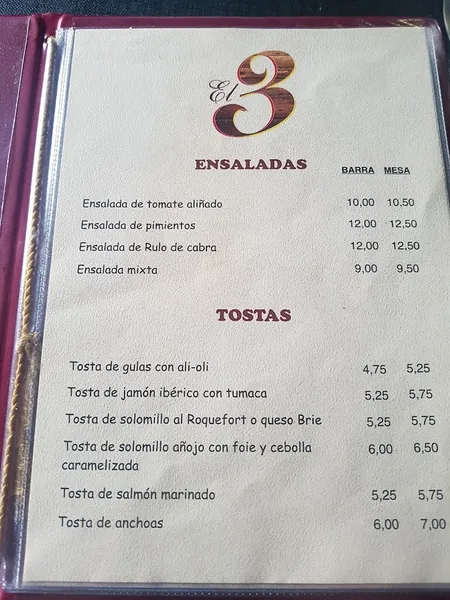 El 3
ENSALADAS BARRA MESA
Ensalada de tomate aliñado 10,00 10,50
Ensalada de pimientos 12,00 12,50
Ensalada de Rulo de cabra 12,00 12,50
Ensalada mixta 9,00 9,50
TOSTAS
Tosta de gulas con ali-oli 4,75 5,25
Tosta de jamón ibérico con tumaca 5,25 5,75
Tosta de solomillo al Roquefort o queso Brie 5,25 5,75
Tosta de solomillo añojo con foie y cebolla 6,00 6,50
caramelizada
Tosta de salmón marinado 5,25 5,75
Tosta de anchoas 6,00 7,00